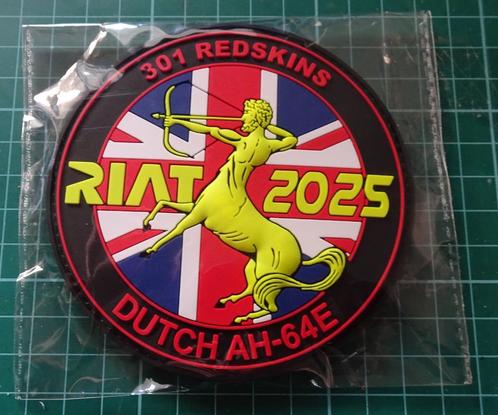 301 REDSKINS
RIAT 2025
DUTCH AH-64E